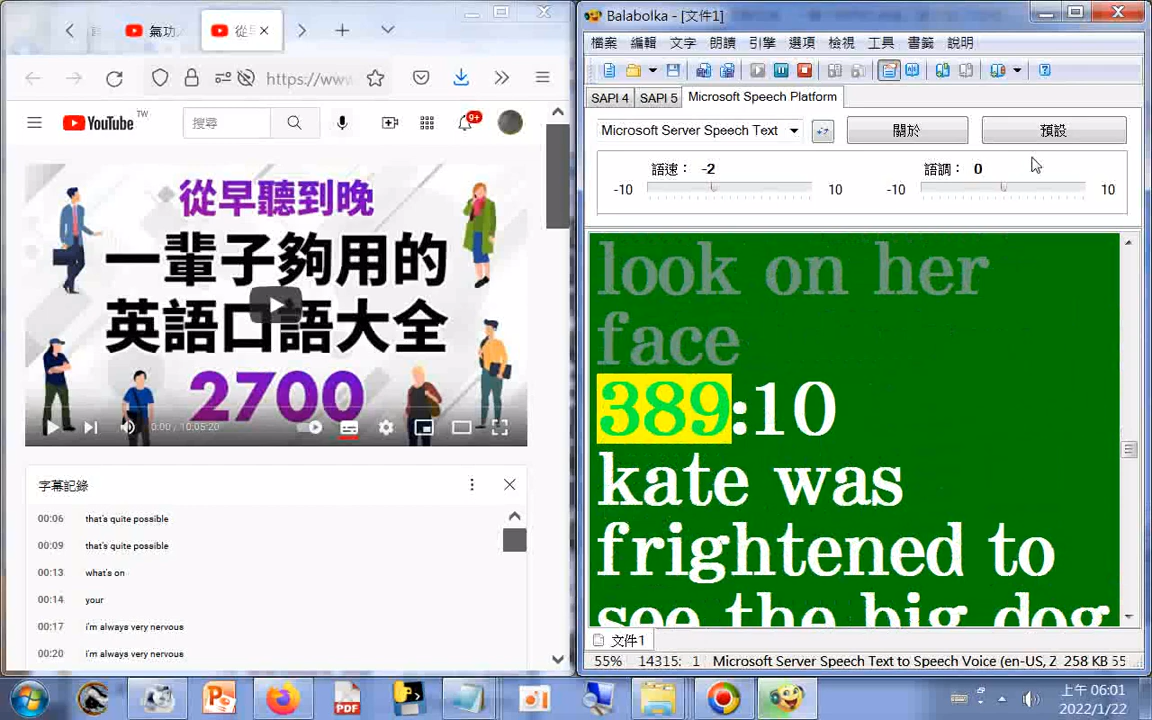 氣功
從
https://www
YouTube TW
搜尋
9+
從早聽到晚
一輩子夠用的
英語口語大全
2700
0:00 / 10:05:20
字幕記錄
00:06 that's quite possible
00:09 that's quite possible
00:13 what's on
00:14 your
00:17 i'm always very nervous
00:20 i'm always very nervous
Balabolka - [文件1]
檔案 編輯 文字 朗讀 引擎 選項 檢視 工具 書籤 說明
SAPI 4 SAPI 5 Microsoft Speech Platform
Microsoft Server Speech Text 關於 預設
語速： -2 語調： 0
-10 10 -10 10
look on her
face
389:10
kate was
frightened to
see the big dog
文件1
55% 14315: 1 Microsoft Server Speech Text to Speech Voice (en-US, Z 258 KB 55
PDF
上午 06:01
2022/1/22